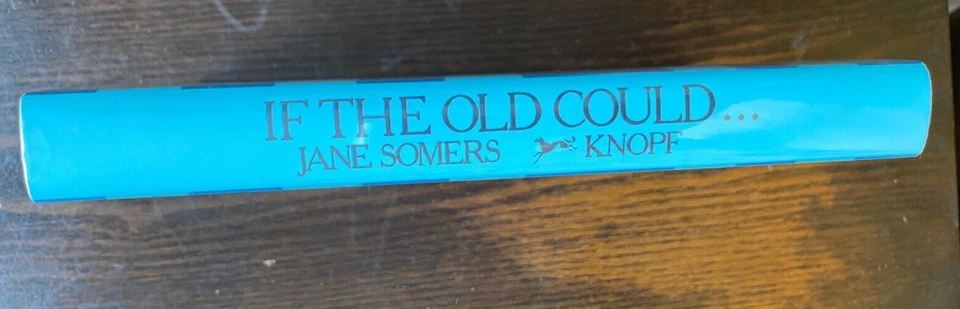 IF THE OLD COULD...
JANE SOMERS KNOPF